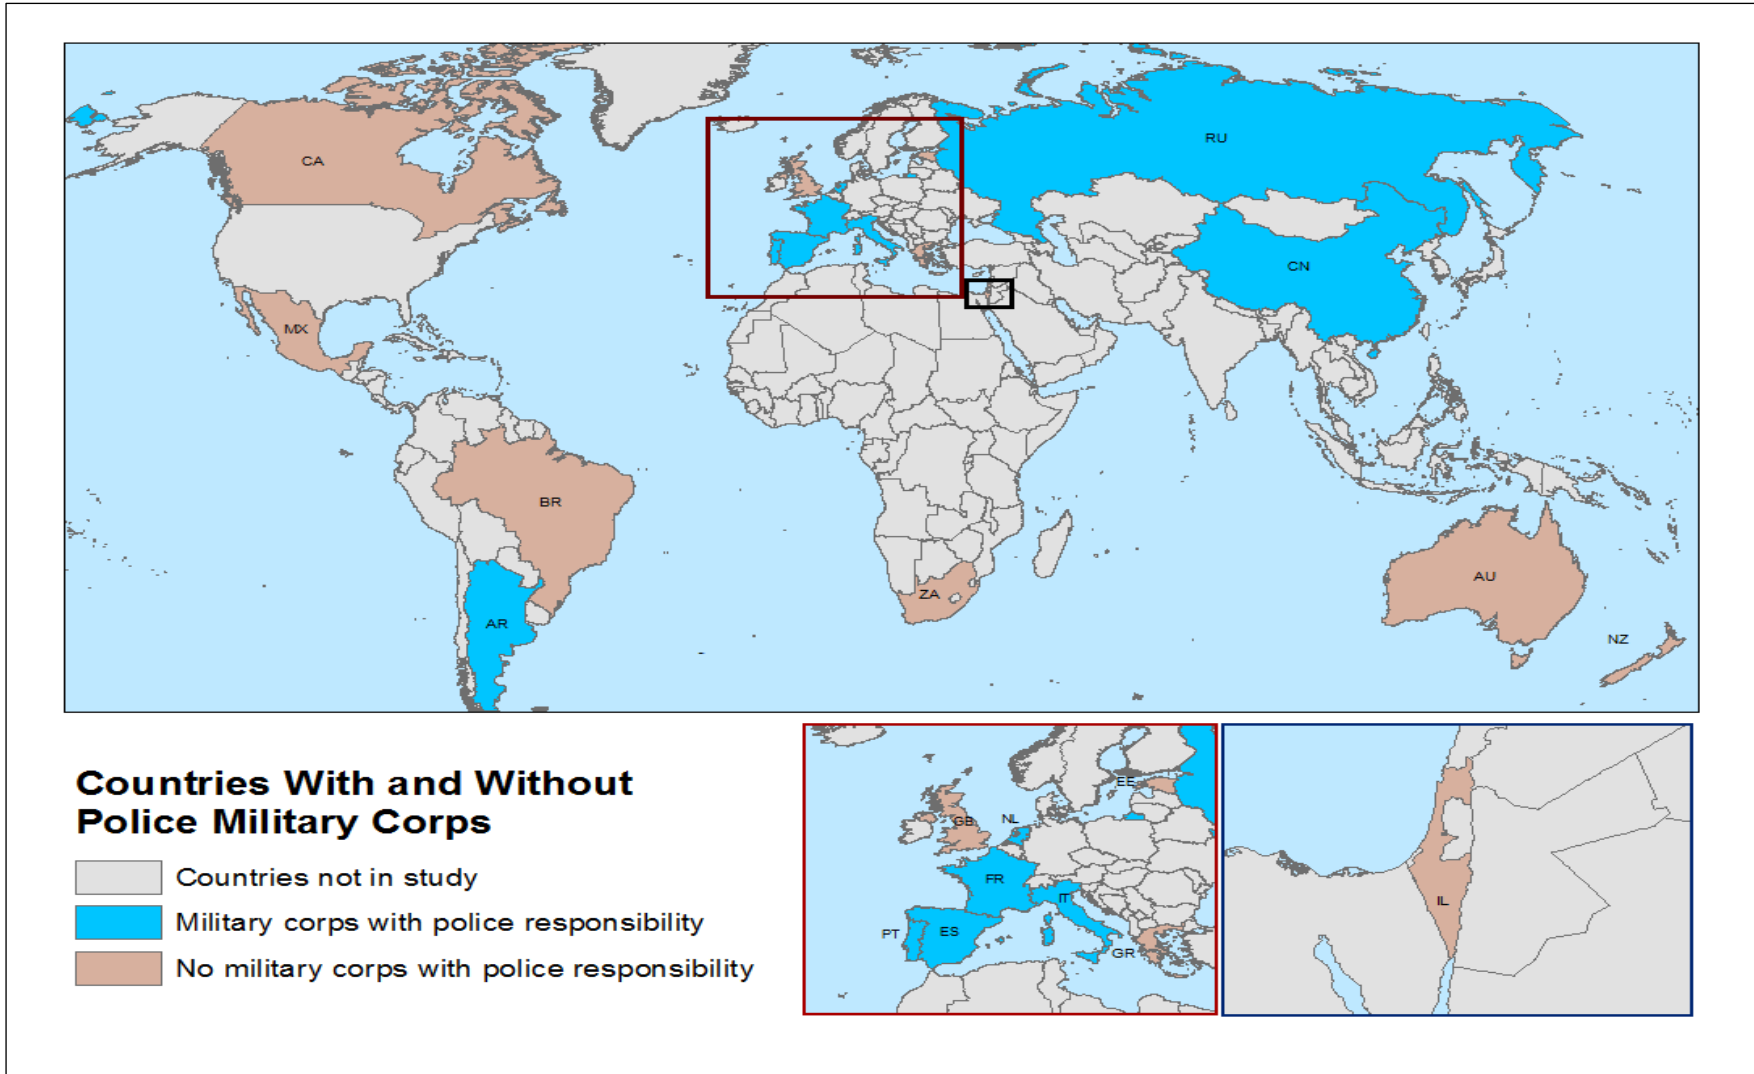 CA
RU
CN
MX
BR
AU
ZA
AR
NZ
EE
GB
NL
FR
IT
PT
ES
GR
IL
Countries With and Without
Police Military Corps
Countries not in study
Military corps with police responsibility
No military corps with police responsibility